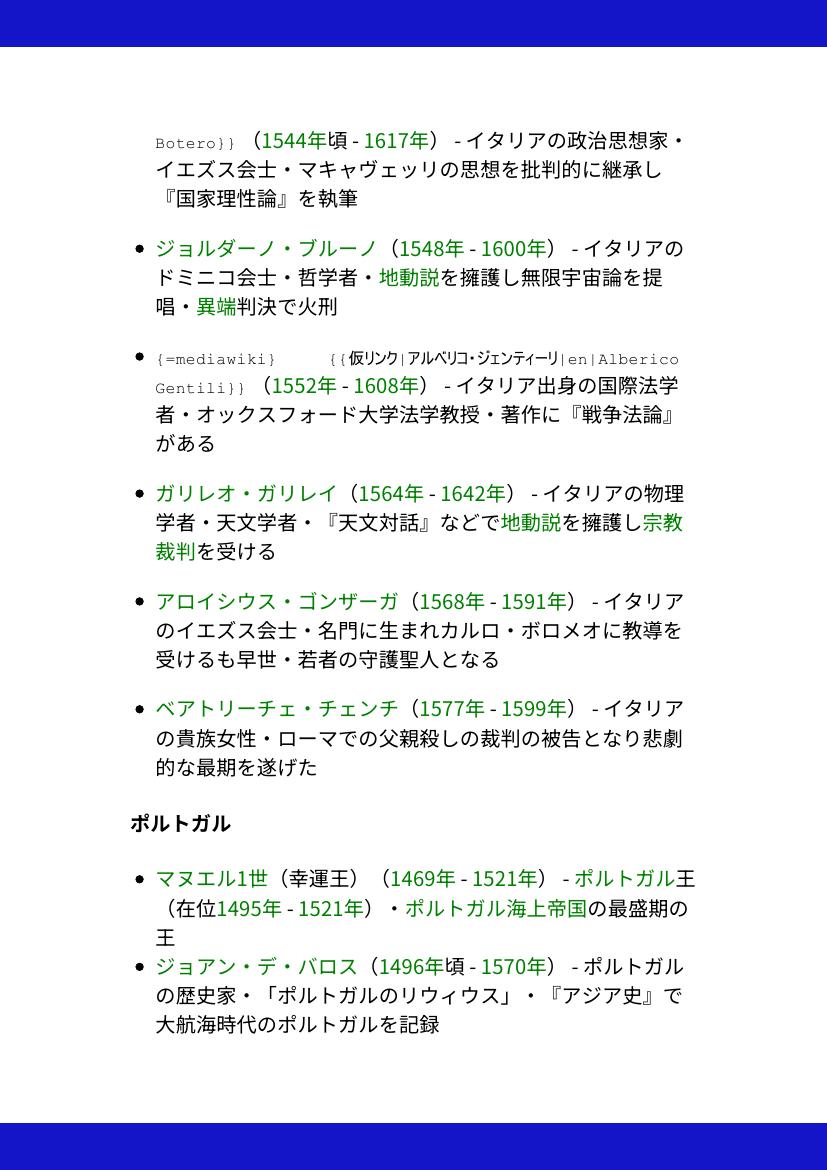 Botero}}（1544年頃 - 1617年） - イタリアの政治思想家・
イエズス会士・マキャヴェッリの思想を批判的に継承し
『国家理性論』を執筆
● ジョルダーノ・ブルーノ（1548年 - 1600年） - イタリアの
ドミニコ会士・哲学者・地動説を擁護し無限宇宙論を提
唱・異端判決で火刑
● {=mediawiki} {{仮リンク|アルベリコ・ジェンティーリ|en|Alberico
Gentili}}（1552年 - 1608年） - イタリア出身の国際法学
者・オックスフォード大学法学教授・著作に『戦争法論』
がある
● ガリレオ・ガリレイ（1564年 - 1642年） - イタリアの物理
学者・天文学者・『天文対話』などで地動説を擁護し宗教
裁判を受ける
● アロイシウス・ゴンザーガ（1568年 - 1591年） - イタリア
のイエズス会士・名門に生まれカルロ・ボロメオに教導を
受けるも早世・若者の守護聖人となる
● ベアトリーチェ・チェンチ（1577年 - 1599年） - イタリア
の貴族女性・ローマでの父親殺しの裁判の被告となり悲劇
的な最期を遂げた
ポルトガル
● マヌエル1世（幸運王）（1469年 - 1521年） - ポルトガル王
（在位1495年 - 1521年）・ポルトガル海上帝国の最盛期の
王
● ジョアン・デ・バロス（1496年頃 - 1570年） - ポルトガル
の歴史家・「ポルトガルのリウィウス」・『アジア史』で
大航海時代のポルトガルを記録